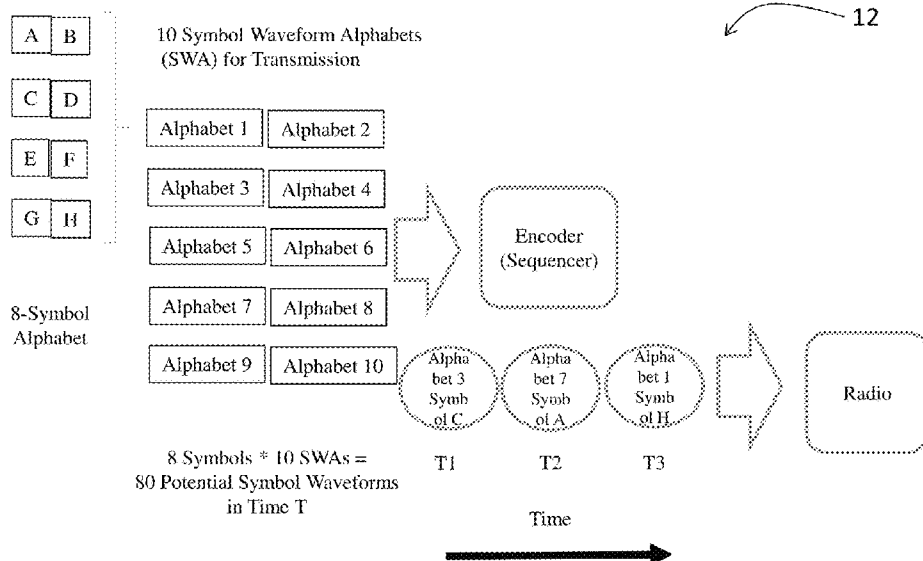 12
A B
C D
E F
G H
8-Symbol
Alphabet
10 Symbol Waveform Alphabets
(SWA) for Transmission
Alphabet 1 Alphabet 2
Alphabet 3 Alphabet 4
Alphabet 5 Alphabet 6
Alphabet 7 Alphabet 8
Alphabet 9 Alphabet 10
8 Symbols * 10 SWAs =
80 Potential Symbol Waveforms
in Time T
Encoder
(Sequencer)
Alpha
bet 3
Symb
ol C
Alpha
bet 7
Symb
ol A
Alpha
bet 1
Symb
ol H
T1 T2 T3
Time
Radio